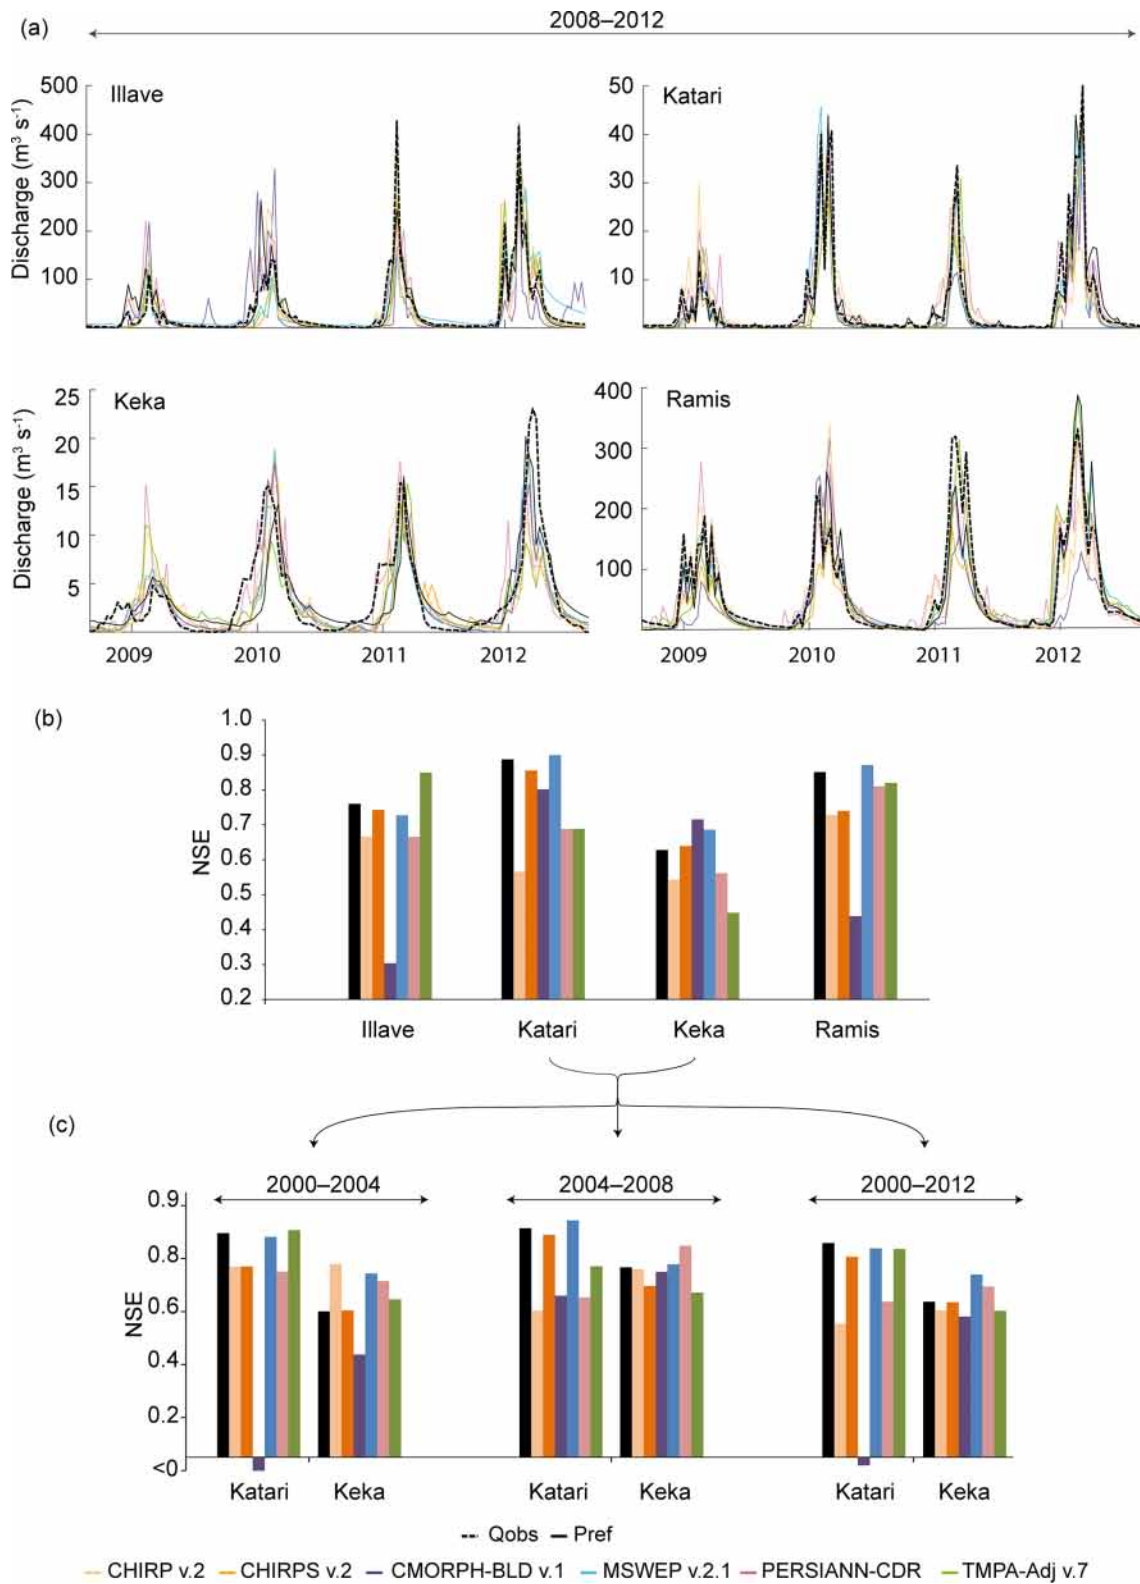 (a)
2008–2012
Discharge (m³ s⁻¹)
500
400
300
200
100
Illave
50
40
30
20
10
Katari
Discharge (m³ s⁻¹)
25
20
15
10
5
Keka
2009 2010 2011 2012
400
300
200
100
Ramis
2009 2010 2011 2012
(b)
NSE
1.0
0.9
0.8
0.7
0.6
0.5
0.4
0.3
0.2
Illave Katari Keka Ramis
(c)
NSE
0.9
0.8
0.6
0.4
0.2
<0
2000–2004 2004–2008 2000–2012
Katari Keka Katari Keka Katari Keka
Qobs Pref
CHIRP v.2 CHIRPS v.2 CMORPH-BLD v.1 MSWEP v.2.1 PERSIANN-CDR TMPA-Adj v.7